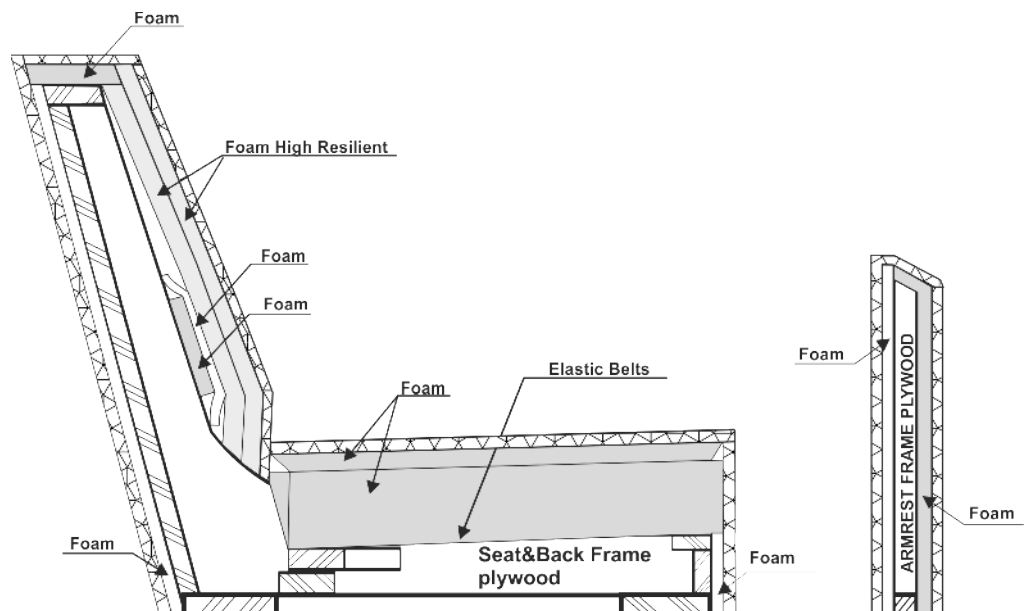 Foam
Foam High Resilient
Foam
Foam
Elastic Belts
Foam
Foam
ARMREST FRAME PLYWOOD
Foam
Foam
Seat&Back Frame
plywood
Foam